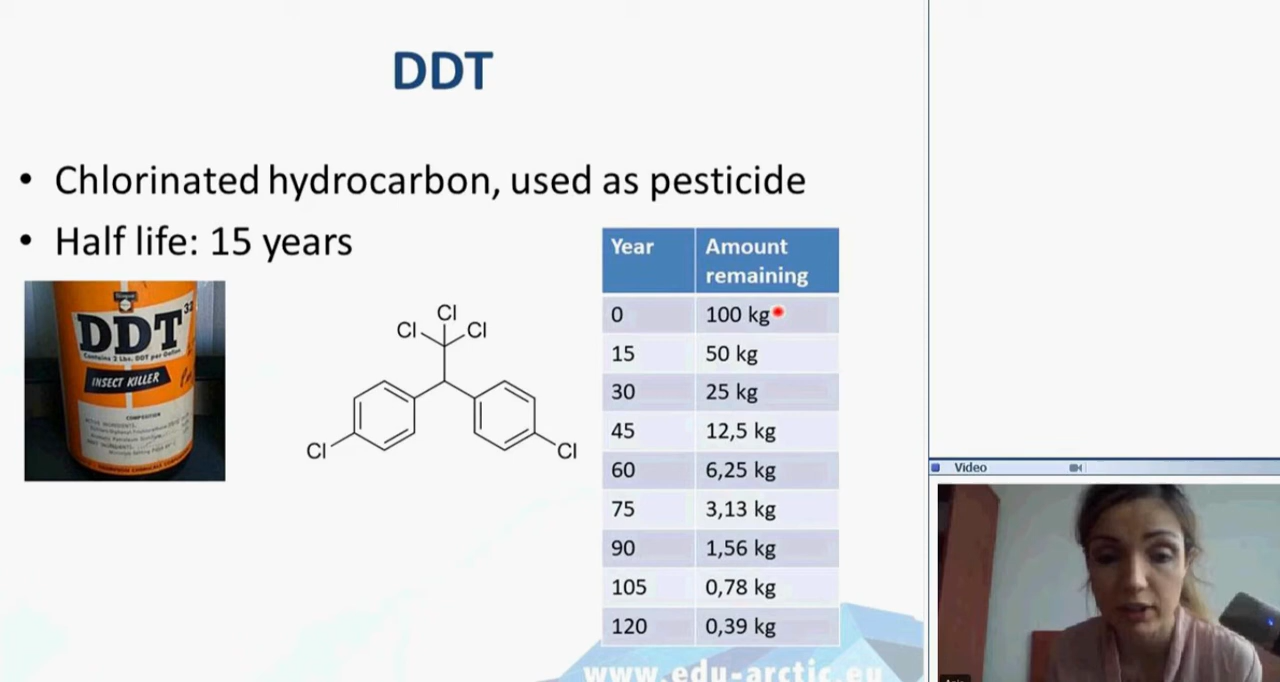 DDT
• Chlorinated hydrocarbon, used as pesticide
• Half life: 15 years
DDT
32
Contains 2 Lbs. DDT per Gallon
INSECT KILLER
COMPOSITION
Cl
Cl Cl
Cl Cl
Year Amount remaining
0 100 kg
15 50 kg
30 25 kg
45 12,5 kg
60 6,25 kg
75 3,13 kg
90 1,56 kg
105 0,78 kg
120 0,39 kg
www.edu-arctic.eu
Video